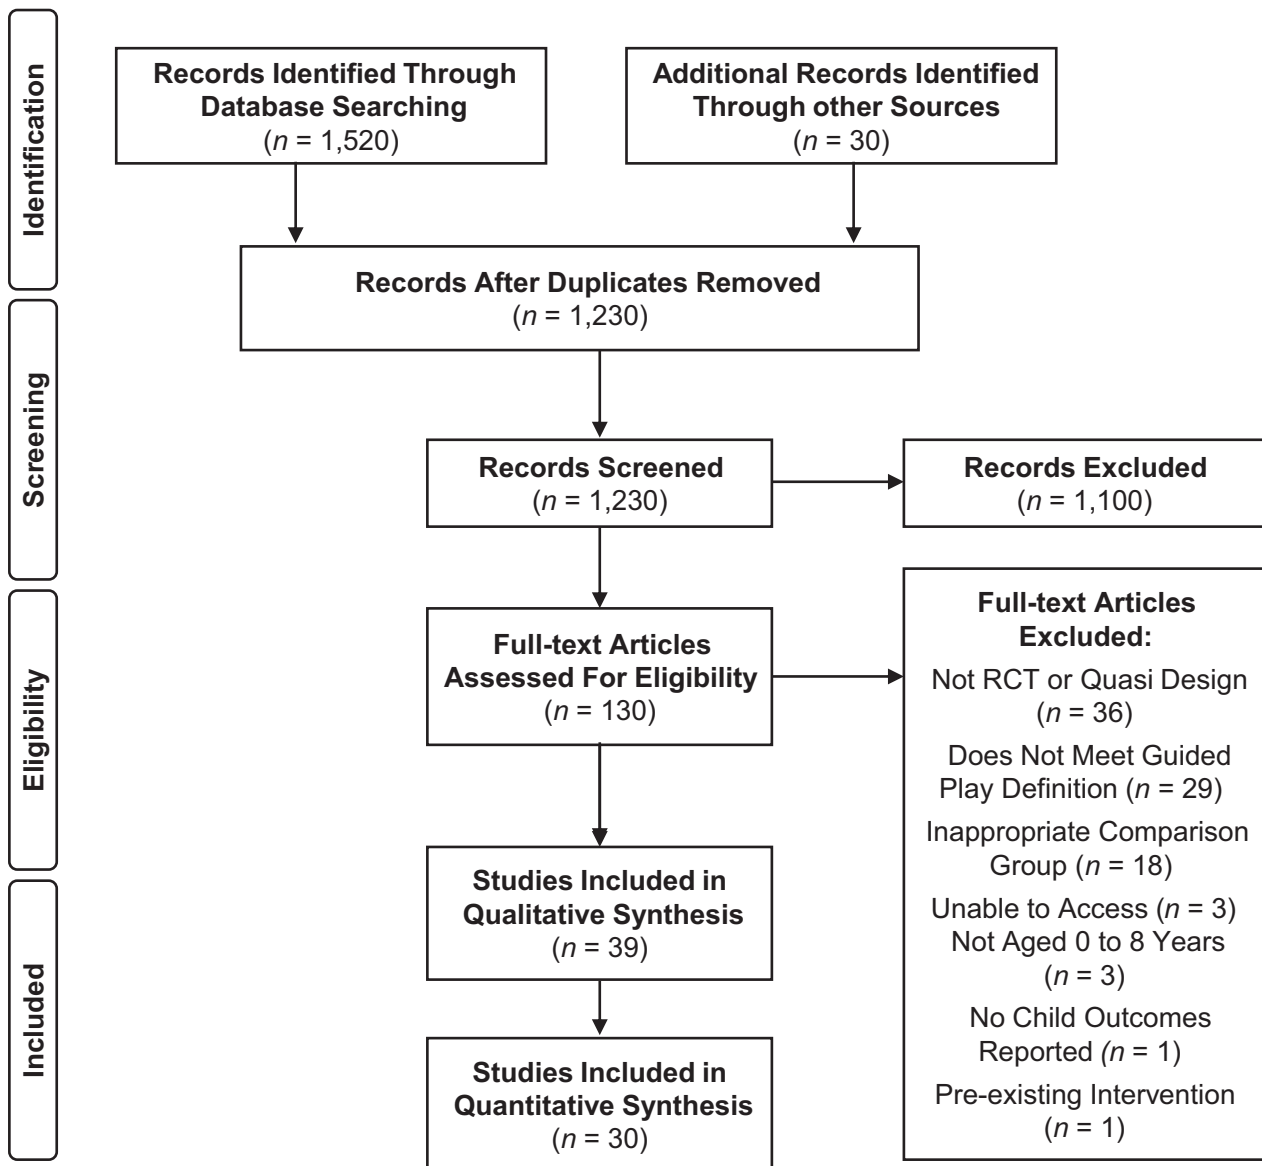 Identification
Records Identified Through
Database Searching
(n = 1,520)
Additional Records Identified
Through other Sources
(n = 30)
Records After Duplicates Removed
(n = 1,230)
Screening
Records Screened
(n = 1,230)
Records Excluded
(n = 1,100)
Eligibility
Full-text Articles
Assessed For Eligibility
(n = 130)
Full-text Articles
Excluded:
Not RCT or Quasi Design
(n = 36)
Does Not Meet Guided
Play Definition (n = 29)
Inappropriate Comparison
Group (n = 18)
Unable to Access (n = 3)
Not Aged 0 to 8 Years
(n = 3)
No Child Outcomes
Reported (n = 1)
Pre-existing Intervention
(n = 1)
Included
Studies Included in
Qualitative Synthesis
(n = 39)
Studies Included in
Quantitative Synthesis
(n = 30)